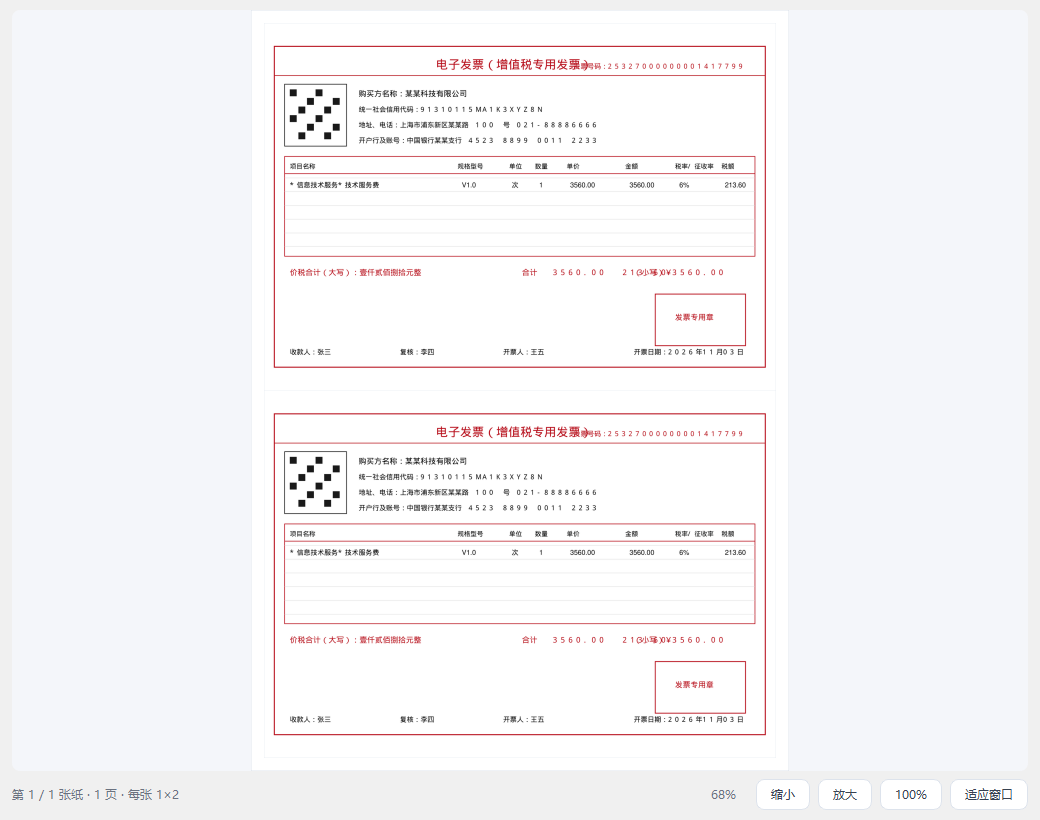 电子发票（增值税专用发票）
号码：25327000000001417799
购买方名称：某某科技有限公司
统一社会信用代码：91310115MA1K3XYZ8N
地址、电话：上海市浦东新区某某路 100 号 021-88886666
开户行及账号：中国银行某某支行 4523 8899 0011 2233
项目名称 规格型号 单位 数量 单价 金额 税率/ 征收率 税额
* 信息技术服务* 技术服务费 V1.0 次 1 3560.00 3560.00 6% 213.60
价税合计（大写）：壹仟贰佰捌拾元整 合计 3560.00 213.60 （小写）¥3560.00
发票专用章
收款人：张三 复核：李四 开票人：王五 开票日期：2026年11月03日
电子发票（增值税专用发票）
号码：25327000000001417799
购买方名称：某某科技有限公司
统一社会信用代码：91310115MA1K3XYZ8N
地址、电话：上海市浦东新区某某路 100 号 021-88886666
开户行及账号：中国银行某某支行 4523 8899 0011 2233
项目名称 规格型号 单位 数量 单价 金额 税率/ 征收率 税额
* 信息技术服务* 技术服务费 V1.0 次 1 3560.00 3560.00 6% 213.60
价税合计（大写）：壹仟贰佰捌拾元整 合计 3560.00 213.60 （小写）¥3560.00
发票专用章
收款人：张三 复核：李四 开票人：王五 开票日期：2026年11月03日
第 1 / 1 张纸 · 1 页 · 每张 1×2 68% 缩小 放大 100% 适应窗口